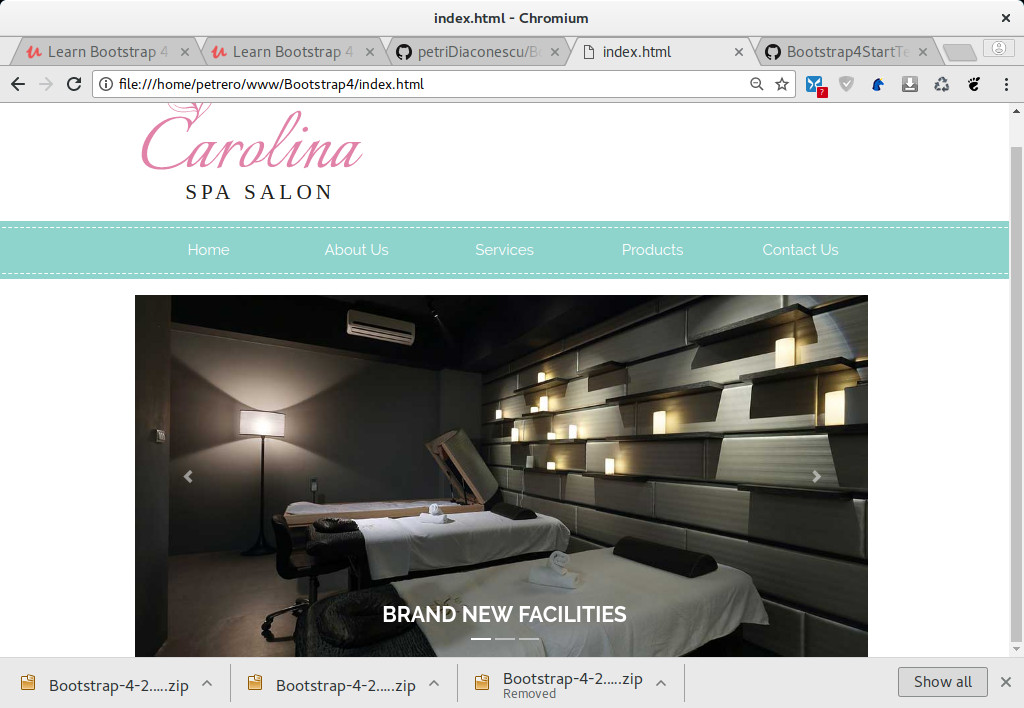 index.html - Chromium
Learn Bootstrap 4
Learn Bootstrap 4
petriDiaconescu/B
index.html
Bootstrap4StartTe
file:///home/petrero/www/Bootstrap4/index.html
?
Carolina
SPA SALON
Home About Us Services Products Contact Us
BRAND NEW FACILITIES
Bootstrap-4-2.....zip
Bootstrap-4-2.....zip
Bootstrap-4-2.....zip
Removed
Show all